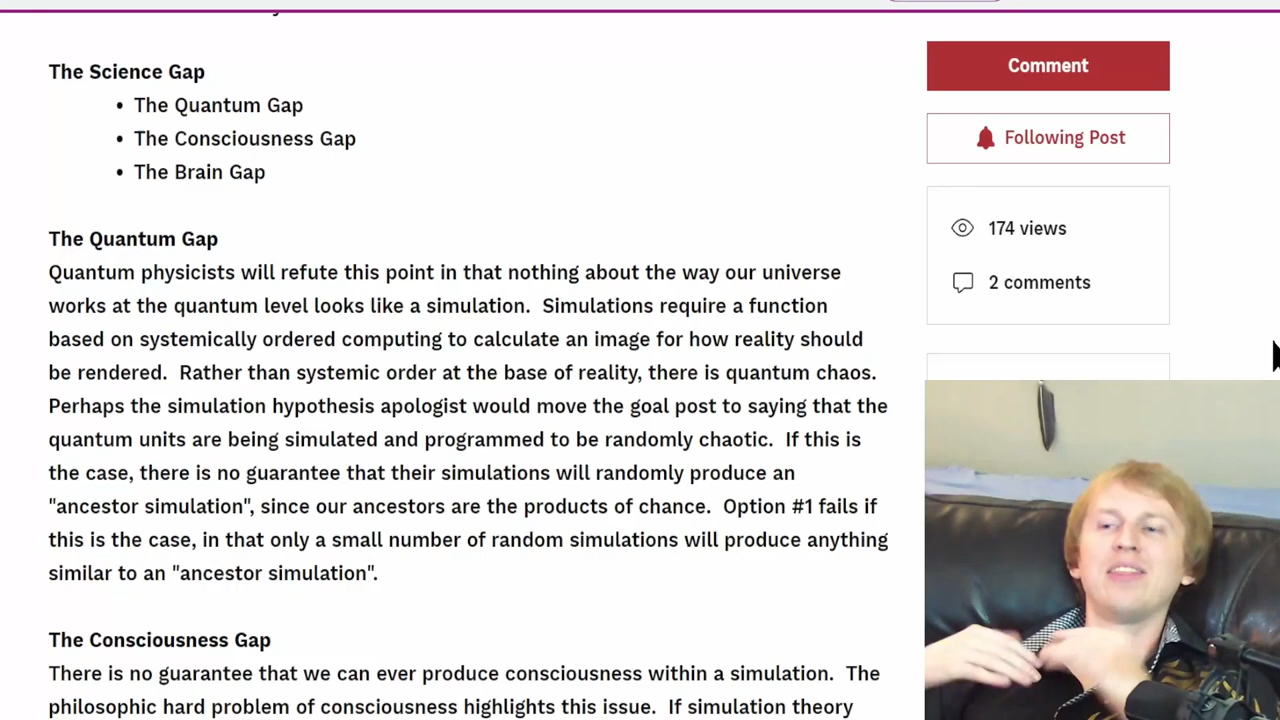 The Science Gap
• The Quantum Gap
• The Consciousness Gap
• The Brain Gap
The Quantum Gap
Quantum physicists will refute this point in that nothing about the way our universe
works at the quantum level looks like a simulation.  Simulations require a function
based on systemically ordered computing to calculate an image for how reality should
be rendered.  Rather than systemic order at the base of reality, there is quantum chaos.
Perhaps the simulation hypothesis apologist would move the goal post to saying that the
quantum units are being simulated and programmed to be randomly chaotic.  If this is
the case, there is no guarantee that their simulations will randomly produce an
"ancestor simulation", since our ancestors are the products of chance.  Option #1 fails if
this is the case, in that only a small number of random simulations will produce anything
similar to an "ancestor simulation".
The Consciousness Gap
There is no guarantee that we can ever produce consciousness within a simulation.  The
philosophic hard problem of consciousness highlights this issue.  If simulation theory
Comment
Following Post
174 views
2 comments